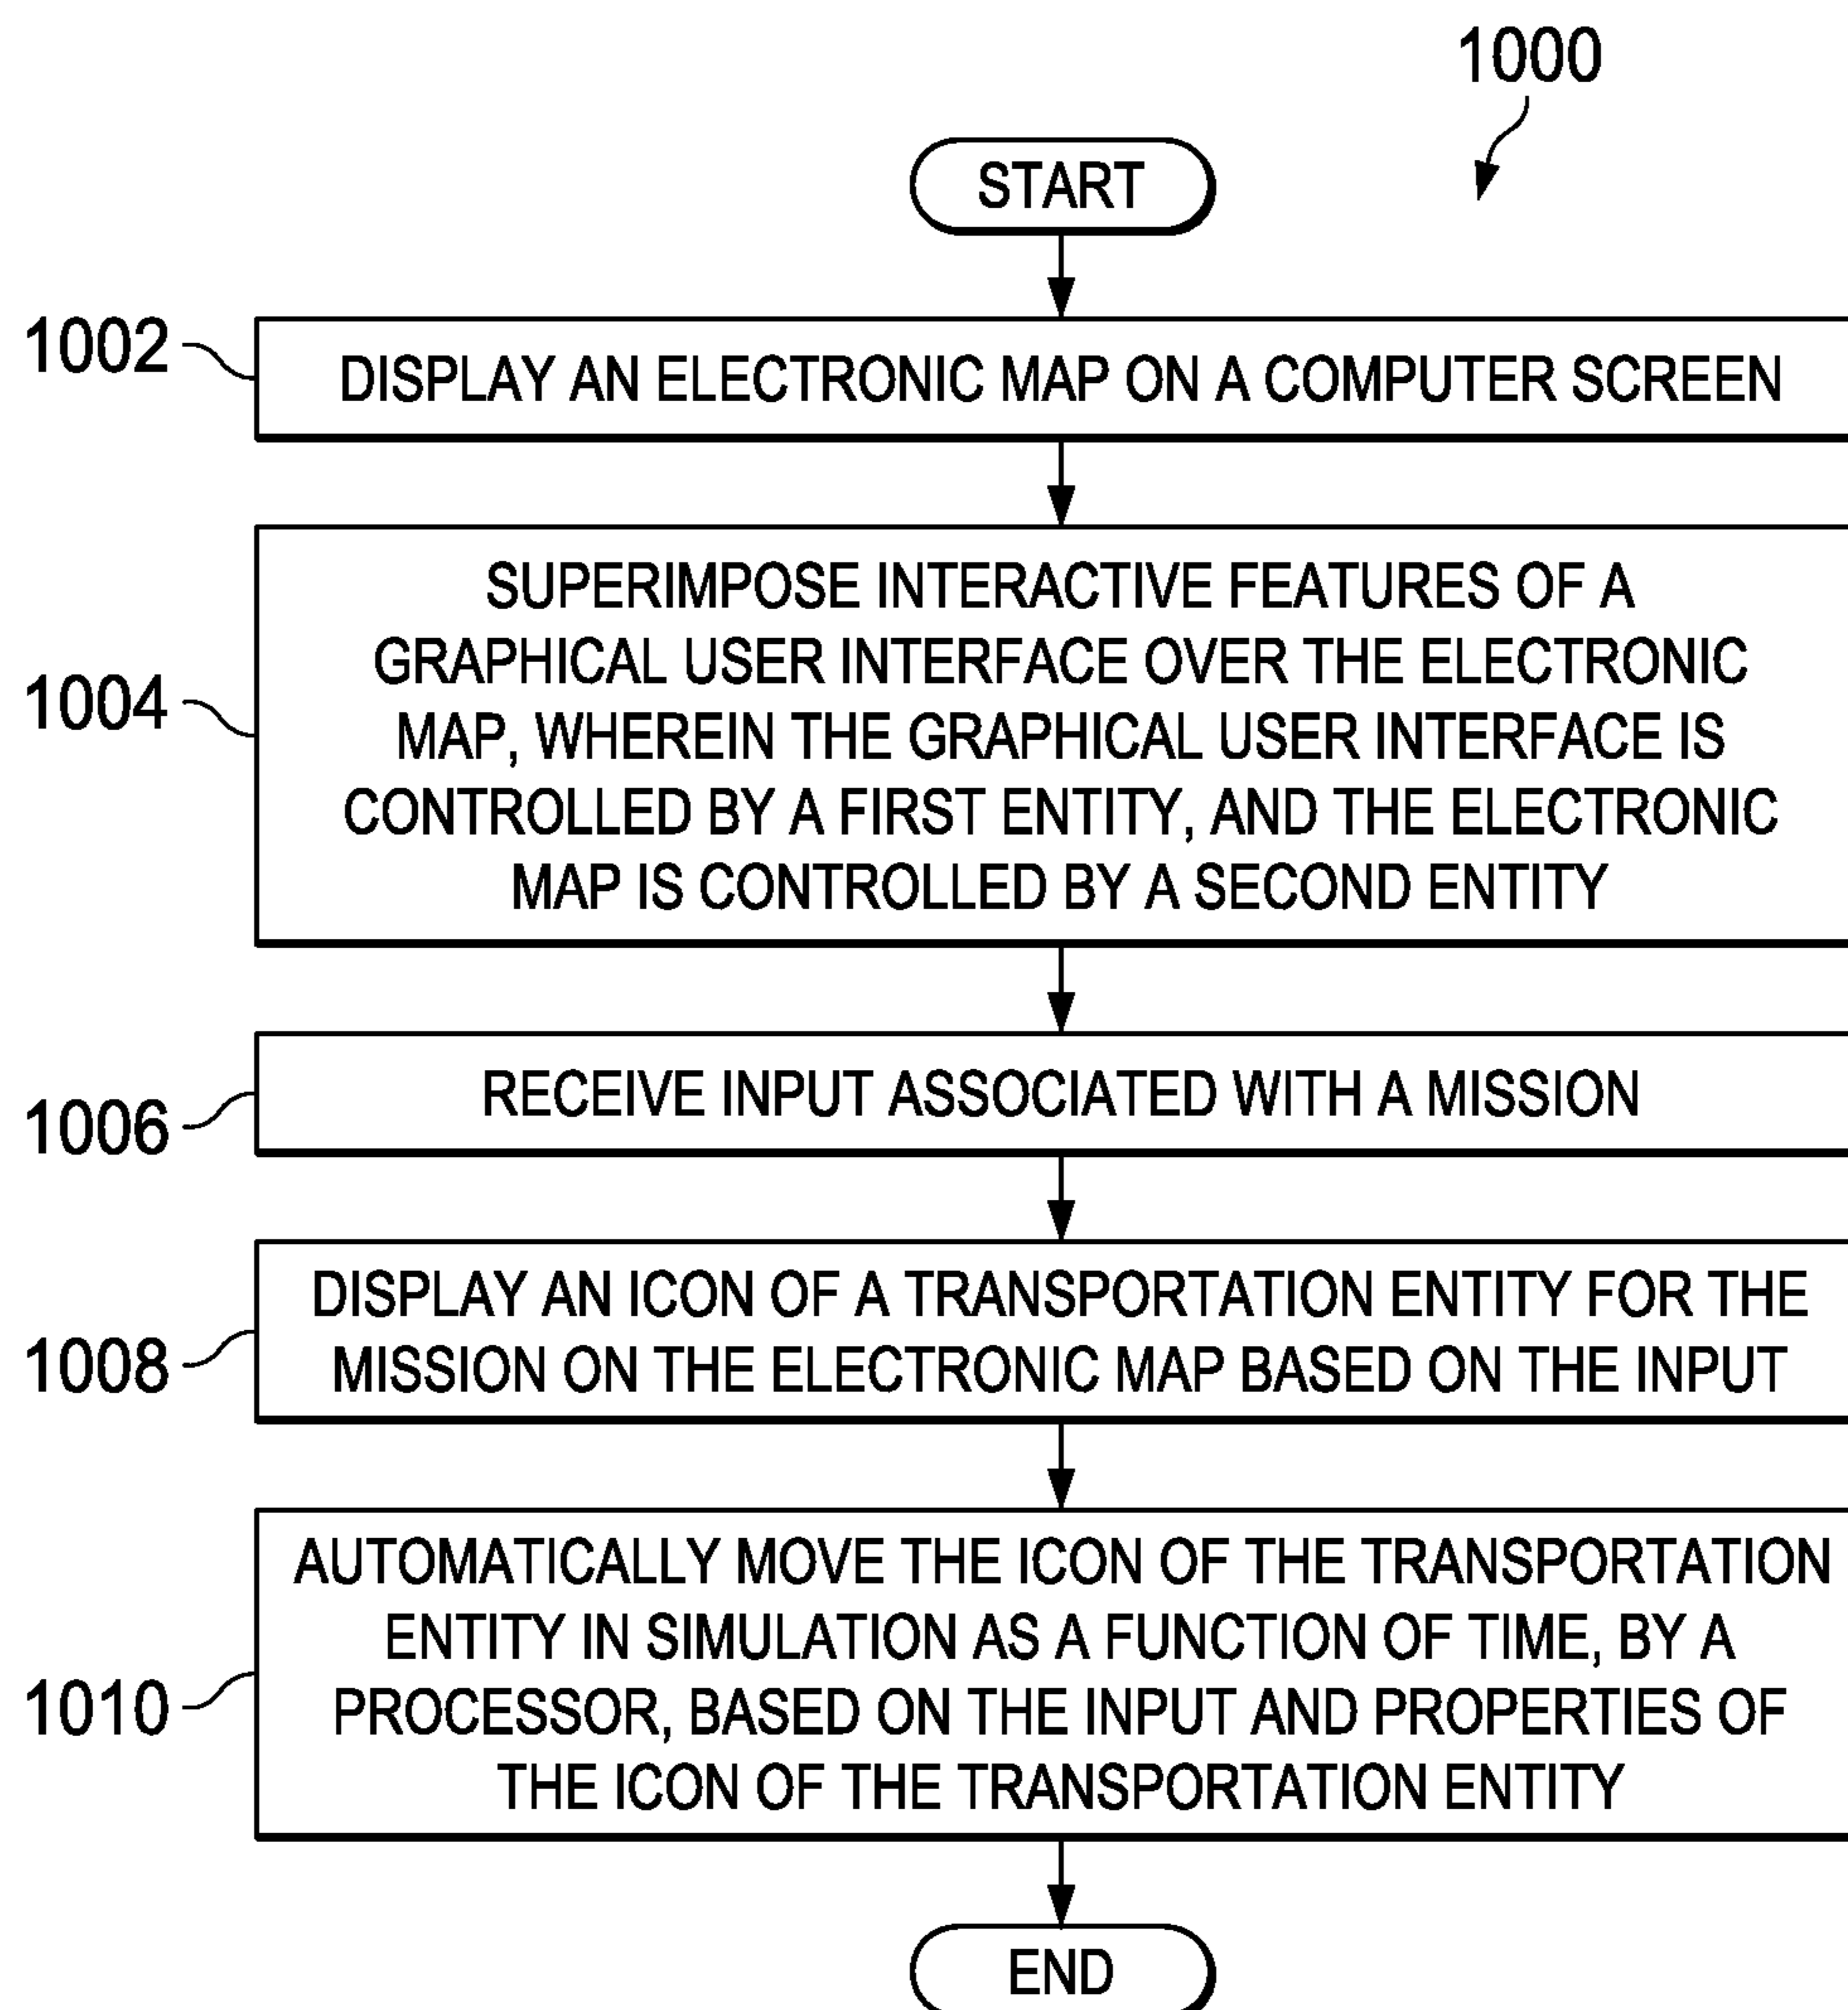 1000
START
1002
DISPLAY AN ELECTRONIC MAP ON A COMPUTER SCREEN
1004
SUPERIMPOSE INTERACTIVE FEATURES OF A
GRAPHICAL USER INTERFACE OVER THE ELECTRONIC
MAP, WHEREIN THE GRAPHICAL USER INTERFACE IS
CONTROLLED BY A FIRST ENTITY, AND THE ELECTRONIC
MAP IS CONTROLLED BY A SECOND ENTITY
1006
RECEIVE INPUT ASSOCIATED WITH A MISSION
1008
DISPLAY AN ICON OF A TRANSPORTATION ENTITY FOR THE
MISSION ON THE ELECTRONIC MAP BASED ON THE INPUT
1010
AUTOMATICALLY MOVE THE ICON OF THE TRANSPORTATION
ENTITY IN SIMULATION AS A FUNCTION OF TIME, BY A
PROCESSOR, BASED ON THE INPUT AND PROPERTIES OF
THE ICON OF THE TRANSPORTATION ENTITY
END